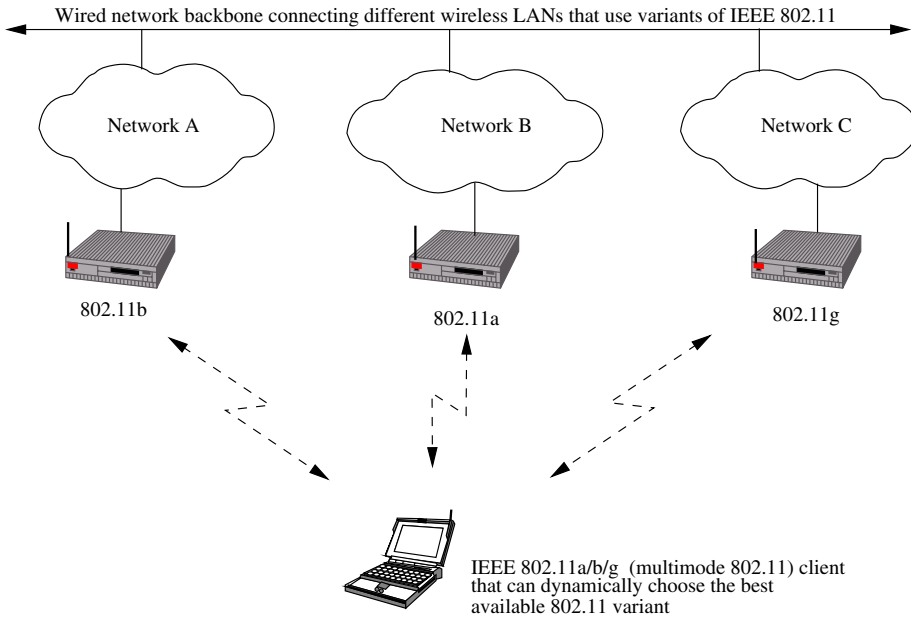 Wired network backbone connecting different wireless LANs that use variants of IEEE 802.11
Network A
Network B
Network C
802.11b
802.11a
802.11g
IEEE 802.11a/b/g (multimode 802.11) client
that can dynamically choose the best
available 802.11 variant